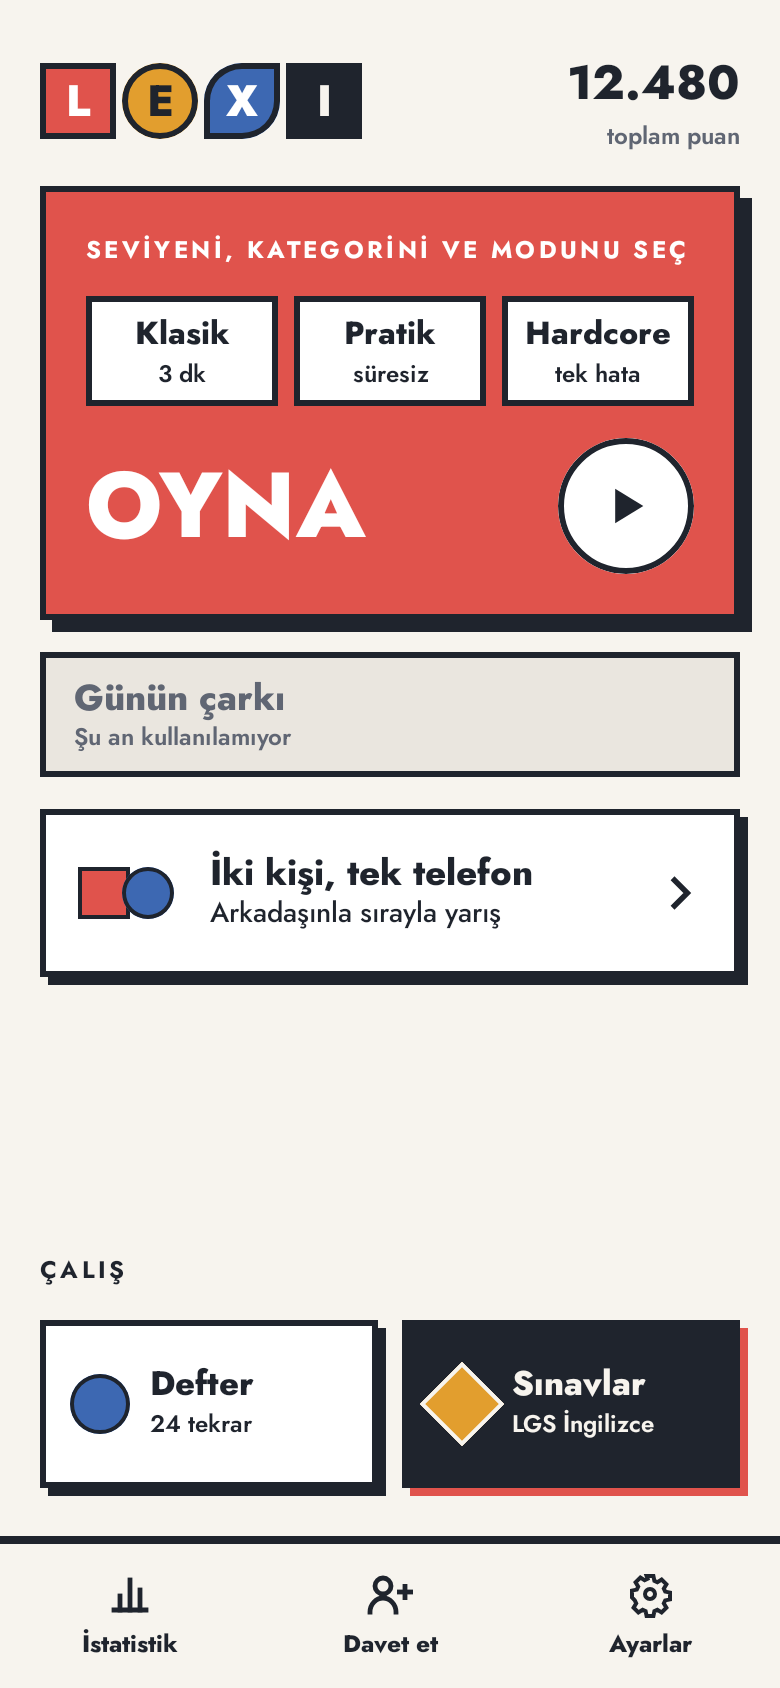 LEXI
12.480
toplam puan
SEVİYENİ, KATEGORİNİ VE MODUNU SEÇ
Klasik
3 dk
Pratik
süresiz
Hardcore
tek hata
OYNA
Günün çarkı
Şu an kullanılamıyor
İki kişi, tek telefon
Arkadaşınla sırayla yarış
ÇALIŞ
Defter
24 tekrar
Sınavlar
LGS İngilizce
İstatistik
Davet et
Ayarlar